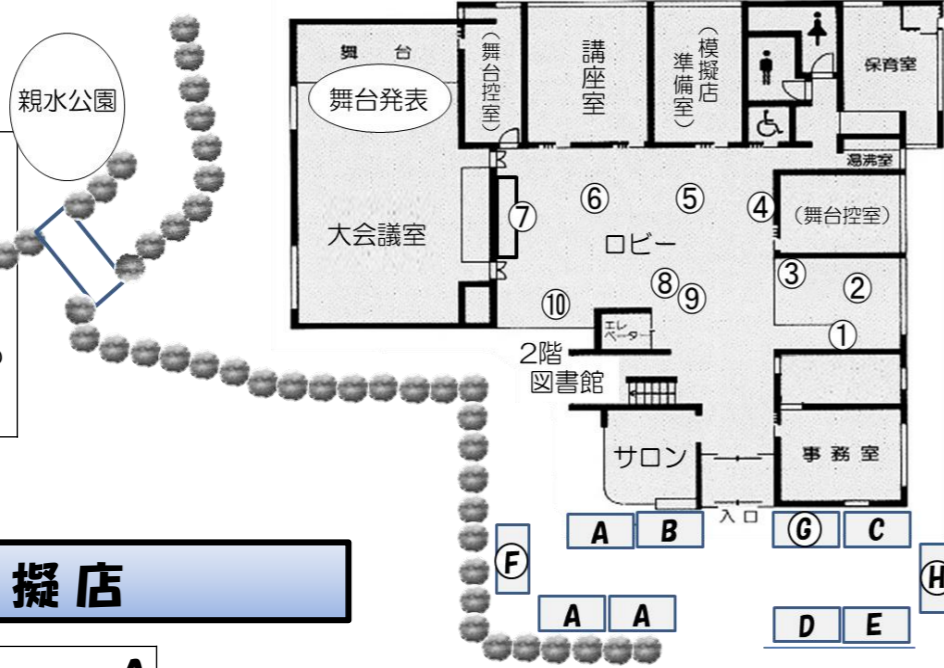 親水公園
舞台
舞台発表
大会議室
(舞台控室)
講座室
(模擬店
準備室)
保育室
湯沸室
(舞台控室)
ロビー
⑦
⑥
⑤
④
③
②
①
⑧
⑨
⑩
エレ
ベーター
2階
図書館
サロン
事務室
入口
A
B
G
C
F
H
A
A
D
E
擬店